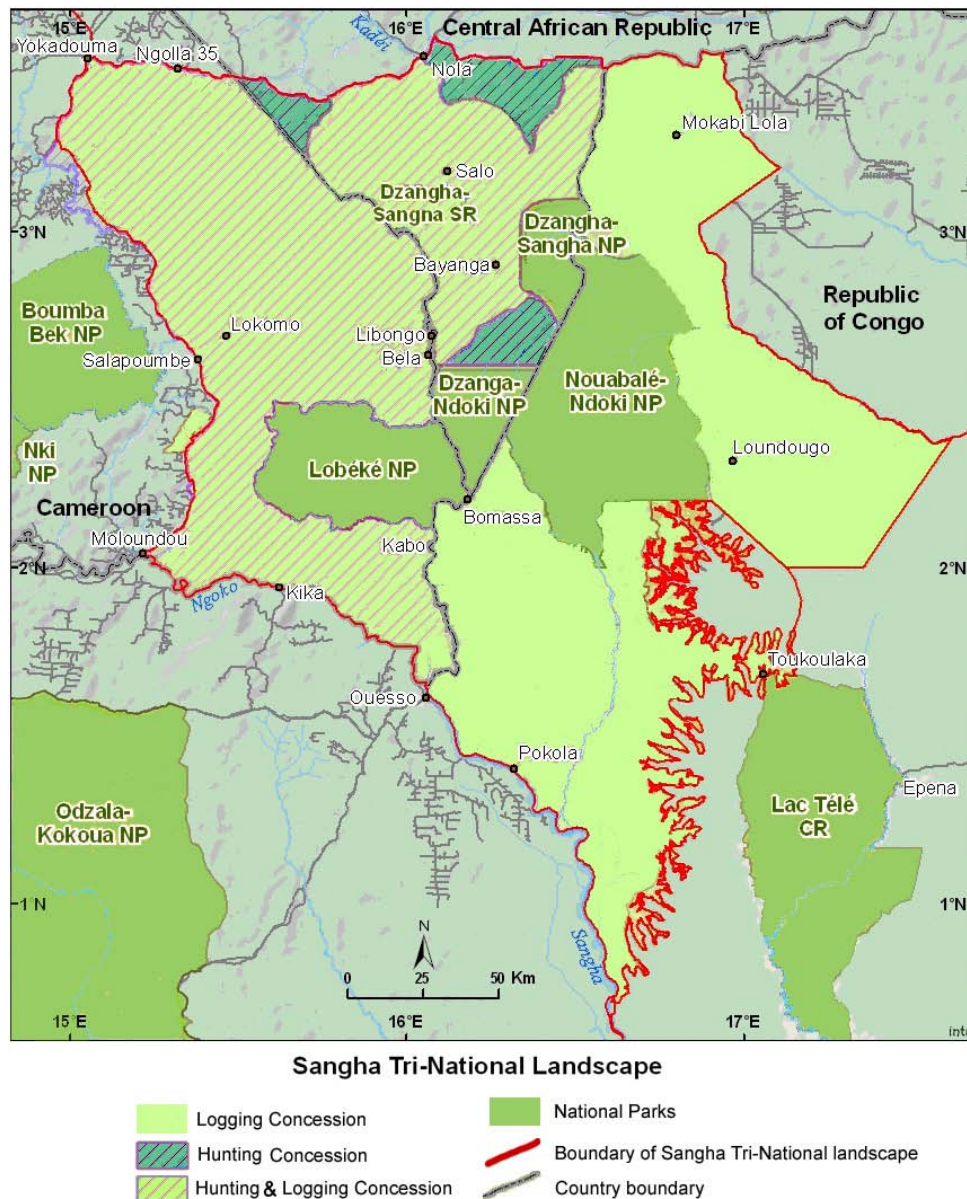 15°E
16°E
Central African Republic
17°E
Kadéi
Yokadouma
Ngolla 35
Nola
Mokabi Lola
Salo
Dzangha-
Sangna SR
Dzangha-
Sangha NP
3°N
3°N
Bayanga
Boumba
Bek NP
Republic
of Congo
Lokomo
Libongo
Salapoumbe
Bela
Dzanga-
Ndoki NP
Nouabalé-
Ndoki NP
Nki
NP
Lobéké NP
Loundougo
Cameroon
Bomassa
Moloundou
Kabo
2°N
2°N
Ngoko
Kika
Toukoulaka
Ouesso
Pokola
Epena
Odzala-
Kokoua NP
Lac Télé
CR
1 N
1°N
N
Sangha
0 25 50 Km
15°E
16°E
17°E
int
Sangha Tri-National Landscape
Logging Concession
National Parks
Hunting Concession
Boundary of Sangha Tri-National landscape
Hunting & Logging Concession
Country boundary